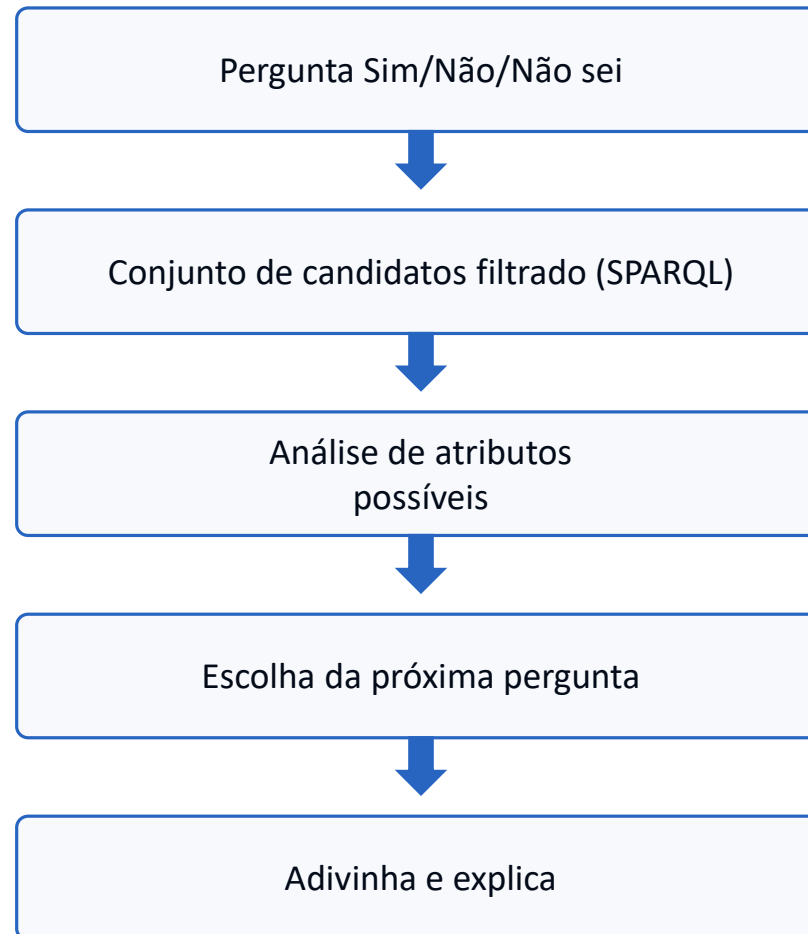 Pergunta Sim/Não/Não sei
Conjunto de candidatos filtrado (SPARQL)
Análise de atributos
possíveis
Escolha da próxima pergunta
Adivinha e explica